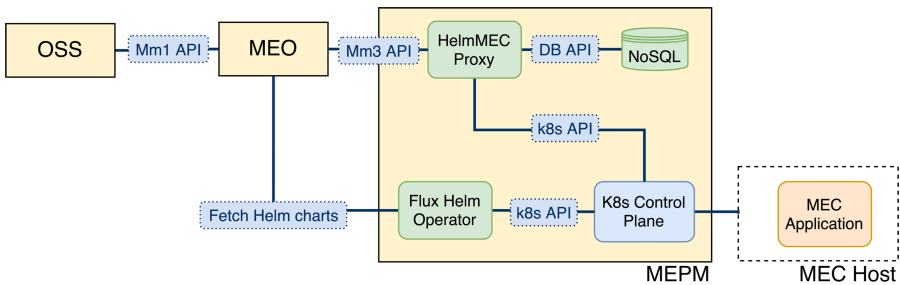 OSS
Mm1 API
MEO
Mm3 API
HelmMEC
Proxy
DB API
NoSQL
k8s API
Fetch Helm charts
Flux Helm
Operator
k8s API
K8s Control
Plane
MEC
Application
MEPM
MEC Host